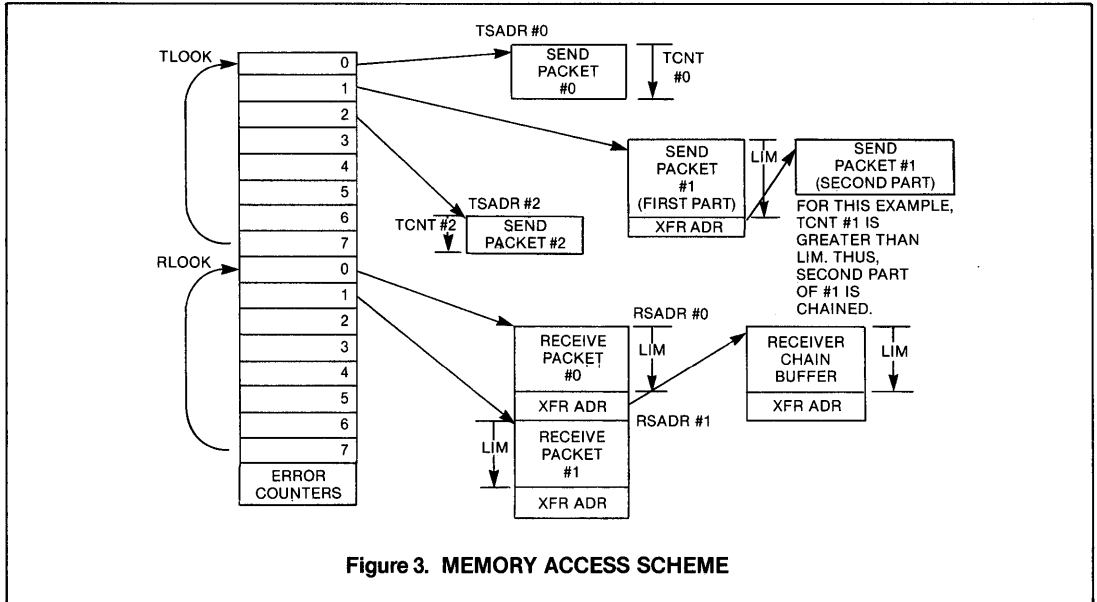 TLOOK
0
1
2
3
4
5
6
7
RLOOK
0
1
2
3
4
5
6
7
ERROR
COUNTERS
TSADR #0
SEND
PACKET
#0
TCNT
#0
SEND
PACKET
#1
(FIRST PART)
XFR ADR
LIM
SEND
PACKET #1
(SECOND PART)
FOR THIS EXAMPLE,
TCNT #1 IS
GREATER THAN
LIM. THUS,
SECOND PART
OF #1 IS
CHAINED.
TSADR #2
TCNT #2
SEND
PACKET #2
RSADR #0
RECEIVE
PACKET
#0
XFR ADR
LIM
RSADR #1
RECEIVE
PACKET
#1
XFR ADR
LIM
RECEIVER
CHAIN
BUFFER
XFR ADR
LIM
Figure 3. MEMORY ACCESS SCHEME